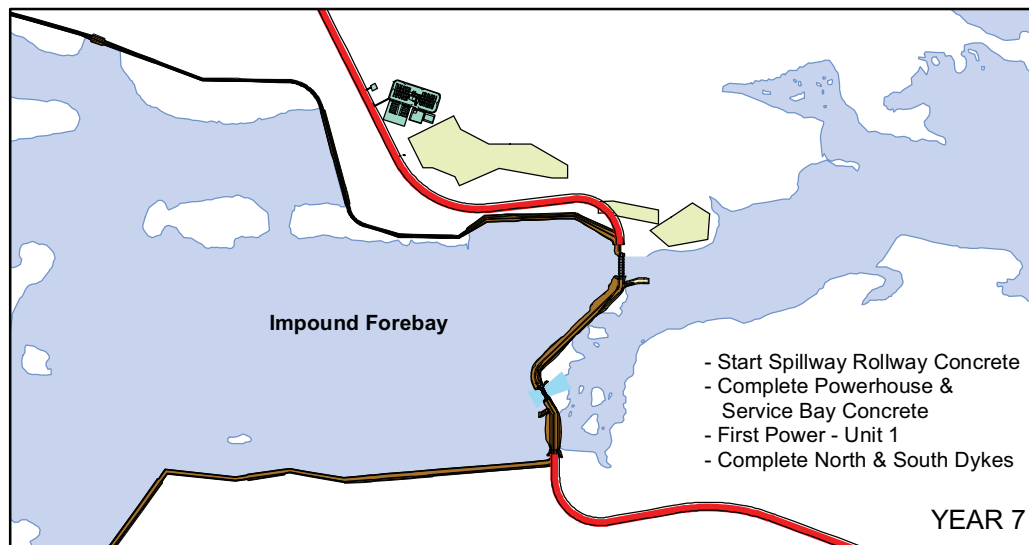 Impound Forebay
- Start Spillway Rollway Concrete
- Complete Powerhouse &
Service Bay Concrete
- First Power - Unit 1
- Complete North & South Dykes
YEAR 7